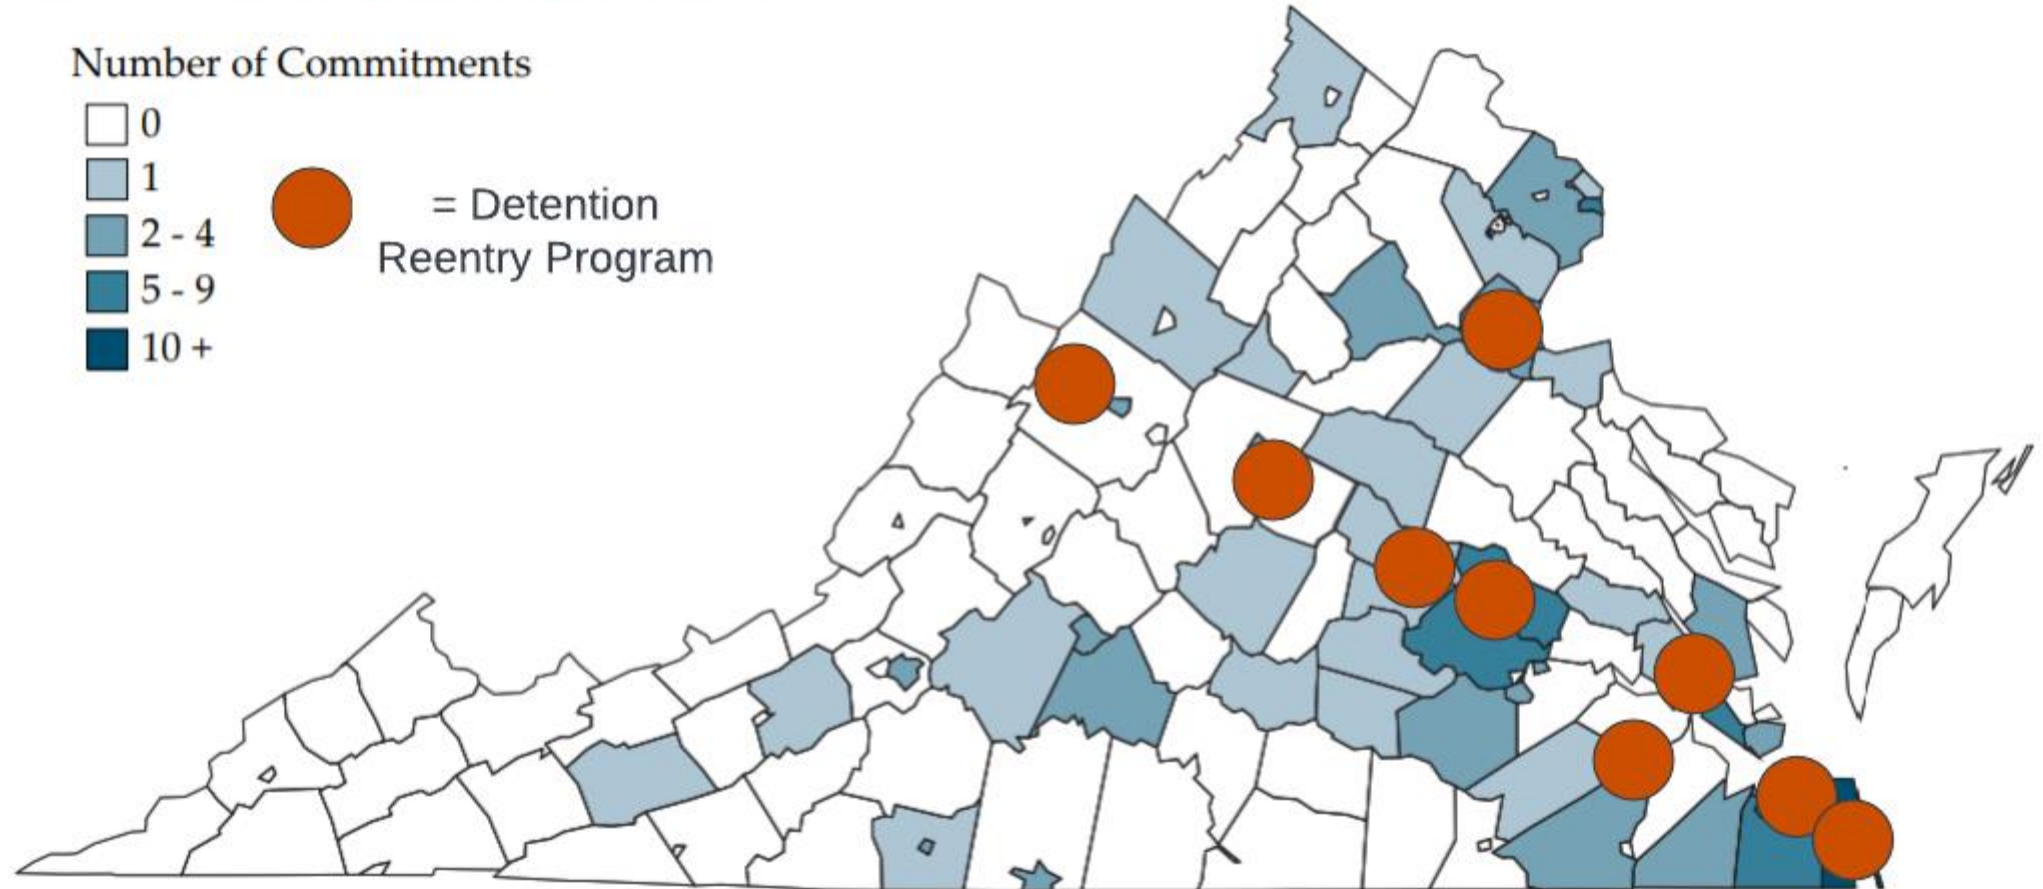 Number of Commitments
0
1
2 - 4
5 - 9
10 +
= Detention
Reentry Program